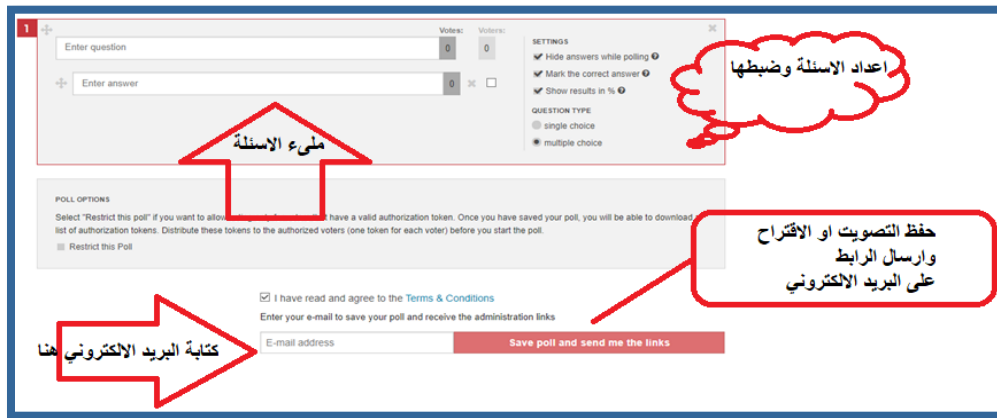 1
Votes:
Voters:
Enter question
0
0
Enter answer
0
SETTINGS
Hide answers while polling
Mark the correct answer
Show results in %
QUESTION TYPE
single choice
multiple choice
اعداد الاسئلة وضبطها
مليء الاسئلة
POLL OPTIONS
Select "Restrict this poll" if you want to allow have a valid authorization token. Once you have saved your poll, you will be able to download
list of authorization tokens. Distribute these tokens to the authorized voters (one token for each voter) before you start the poll.
Restrict this Poll
حفظ التصويت او الاقتراح
وارسال الرابط
على البريد الالكتروني
I have read and agree to the Terms & Conditions
Enter your e-mail to save your poll and receive the administration links
E-mail address
Save poll and send me the links
كتابة البريد الالكتروني هنا